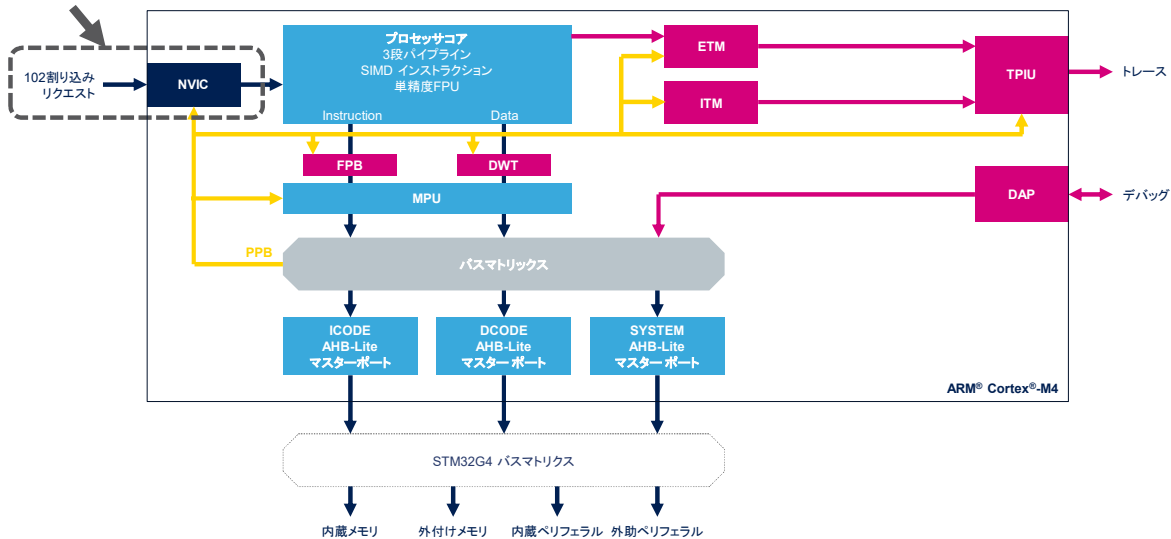 プロセッサコア
3段パイプライン
SIMD インストラクション
単精度FPU
Instruction
Data
102割り込み
リクエスト
NVIC
ETM
ITM
TPIU
トレース
FPB
DWT
MPU
DAP
デバッグ
PPB
バスマトリックス
ICODE
AHB-Lite
マスターポート
DCODE
AHB-Lite
マスターポート
SYSTEM
AHB-Lite
マスターポート
ARM® Cortex®-M4
STM32G4 バスマトリクス
内蔵メモリ
外付けメモリ
内蔵ペリフェラル
外助ペリフェラル